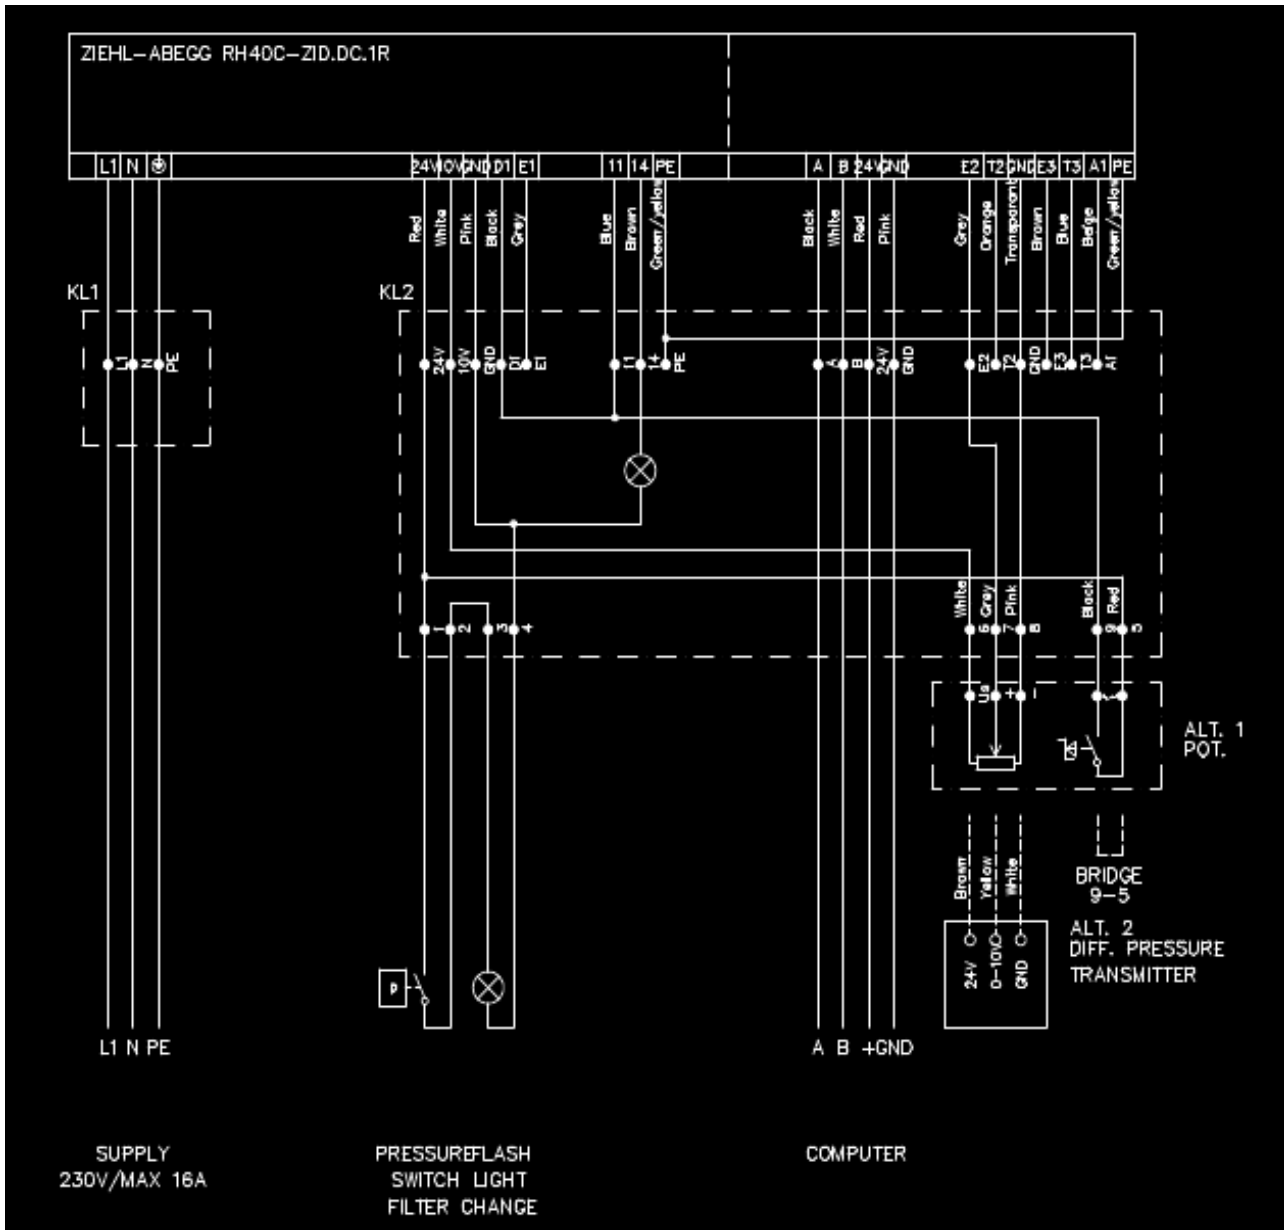 ZIEHL-ABEGG RH40C-ZID.DC.1R
L1 N 24V 10V GND D1 E1 11 14 PE A B 24V GND E2 T2 GND E3 T3 A1 PE
Red White Pink Black Grey Blue Brown Green/yellow Black White Red Pink Grey Orange Transparant Brown Blue Beige Green/yellow
KL1 KL2
L1 N PE 24V 10V GND D1 E1 11 14 PE A B 24V GND E2 T2 GND E3 T3 A1
White Grey Pink Black Red
1 2 3 4 6 7 8 9 5
Us + -
ALT. 1
POT.
Brown Yellow White
BRIDGE
9-5
ALT. 2
DIFF. PRESSURE
TRANSMITTER
24V 0-10V GND
P
L1 N PE A B +GND
SUPPLY
230V/MAX 16A
PRESSURE FLASH
SWITCH LIGHT
FILTER CHANGE
COMPUTER